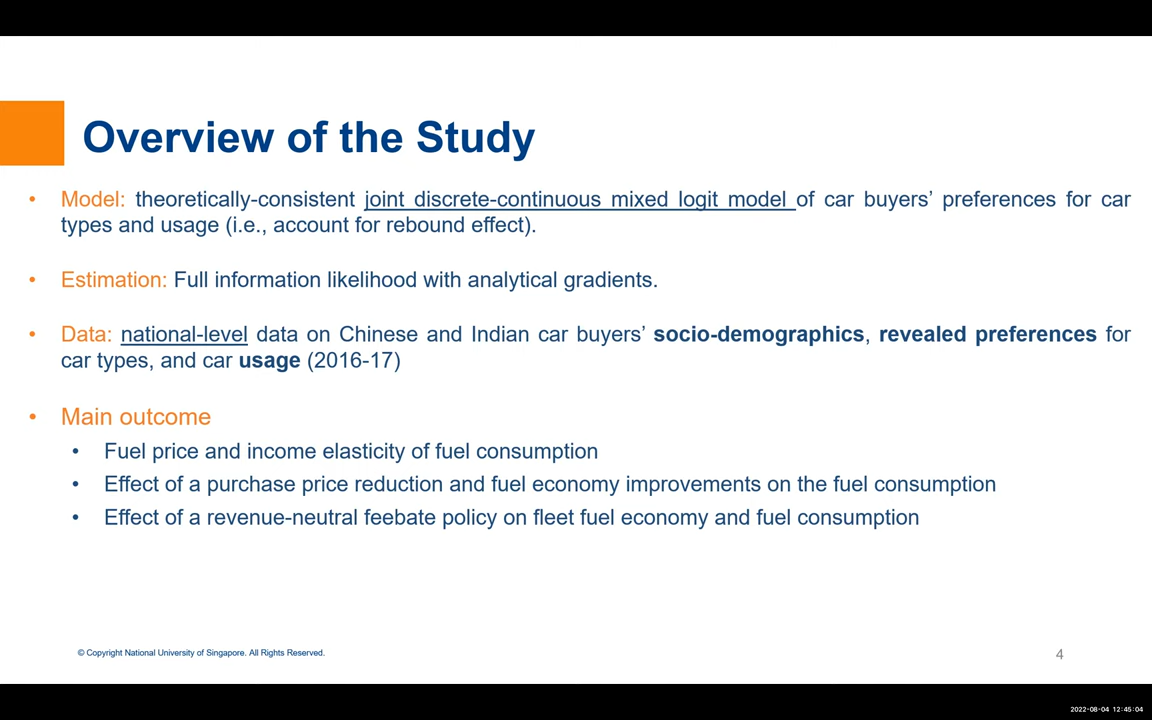 Overview of the Study
• Model: theoretically-consistent joint discrete-continuous mixed logit model of car buyers’ preferences for car
types and usage (i.e., account for rebound effect).
• Estimation: Full information likelihood with analytical gradients.
• Data: national-level data on Chinese and Indian car buyers’ socio-demographics, revealed preferences for
car types, and car usage (2016-17)
• Main outcome
• Fuel price and income elasticity of fuel consumption
• Effect of a purchase price reduction and fuel economy improvements on the fuel consumption
• Effect of a revenue-neutral feebate policy on fleet fuel economy and fuel consumption
© Copyright National University of Singapore. All Rights Reserved.
4
2022-08-04 12:45:04